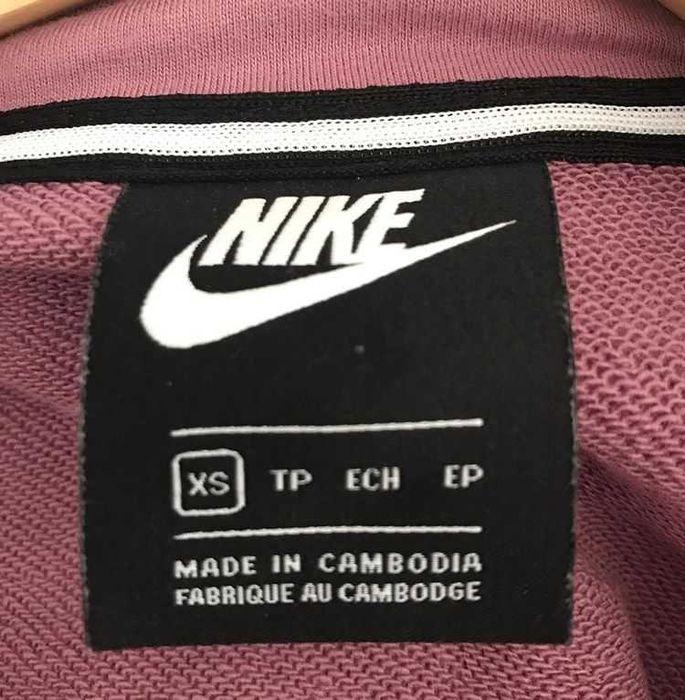 NIKE
XS TP ECH EP
MADE IN CAMBODIA
FABRIQUE AU CAMBODGE